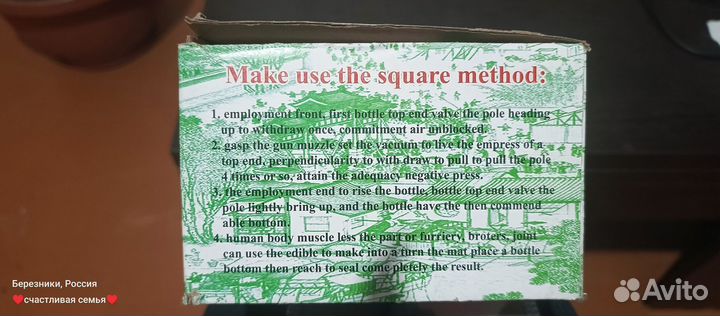 Make use the square method:
1. employment front, first bottle top end valve the pole heading
up to withdraw once, commitment air unblocked.
2. gasp the gun muzzle set the vacuum to live the empress of a
top end, perpendicularity to with draw to pull to pull the pole
4 times or so, attain the adequacy negative press.
3. the employment end to rise the bottle, bottle top end valve the
pole lightly bring up, and the bottle have the then commend
able bottom.
4. human body muscle less the part or furriery, broters, joint
can use the edible to make into a turn the mat place a bottle
bottom then reach to seal come pletely the result.
Березники, Россия
❤️счастливая семья❤️
Avito